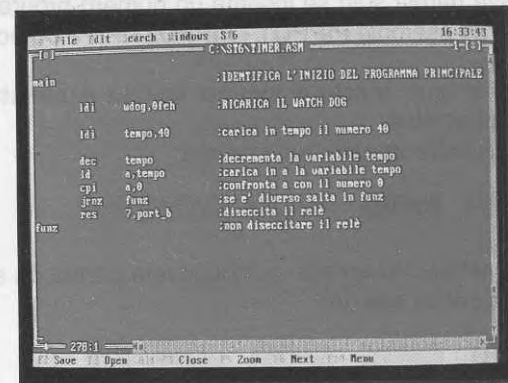 File Edit Search Windows ST6 16:33:43
C:\ST6\TIMER.ASM
main ;IDENTIFICA L'INIZIO DEL PROGRAMMA PRINCIPALE
ldi wdog,0feh ;RICARICA IL WATCH DOG
ldi tempo,40 ;carica in tempo il numero 40
dec tempo ;decrementa la variabile tempo
ld a,tempo ;carica in a la variabile tempo
cpi a,0 ;confronta a con il numero 0
jrnz funz ;se e' diverso salta in funz
res 7,port_b ;diseccita il relè
funz ;non diseccitare il relè
278:1
Save Open Close Zoom Next Menu